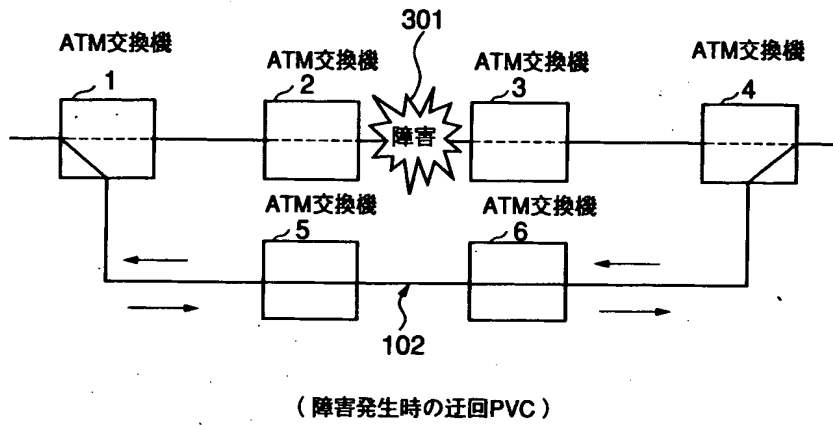 301
ATM交換機
1
ATM交換機
2
ATM交換機
3
ATM交換機
4
障害
ATM交換機
5
ATM交換機
6
102
(障害発生時の迂回PVC)